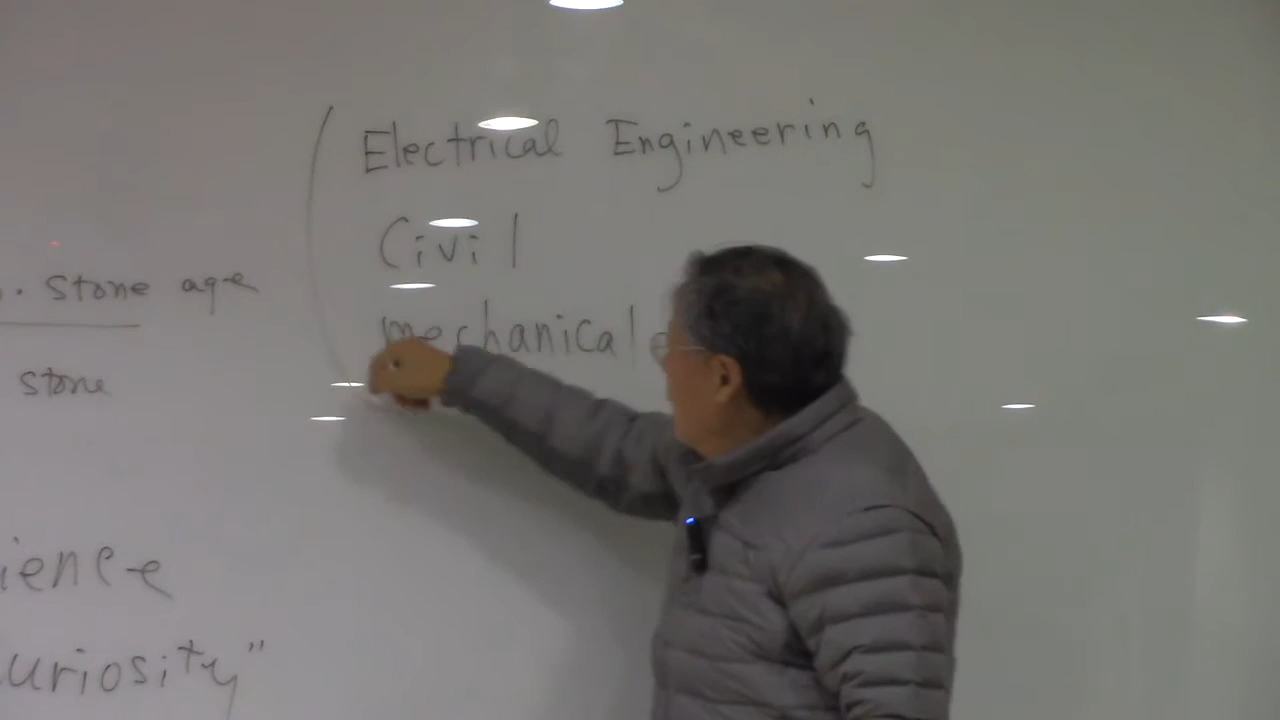 Electrical Engineering
Civil
mechanical
. Stone age
stone
ience
uriosity"